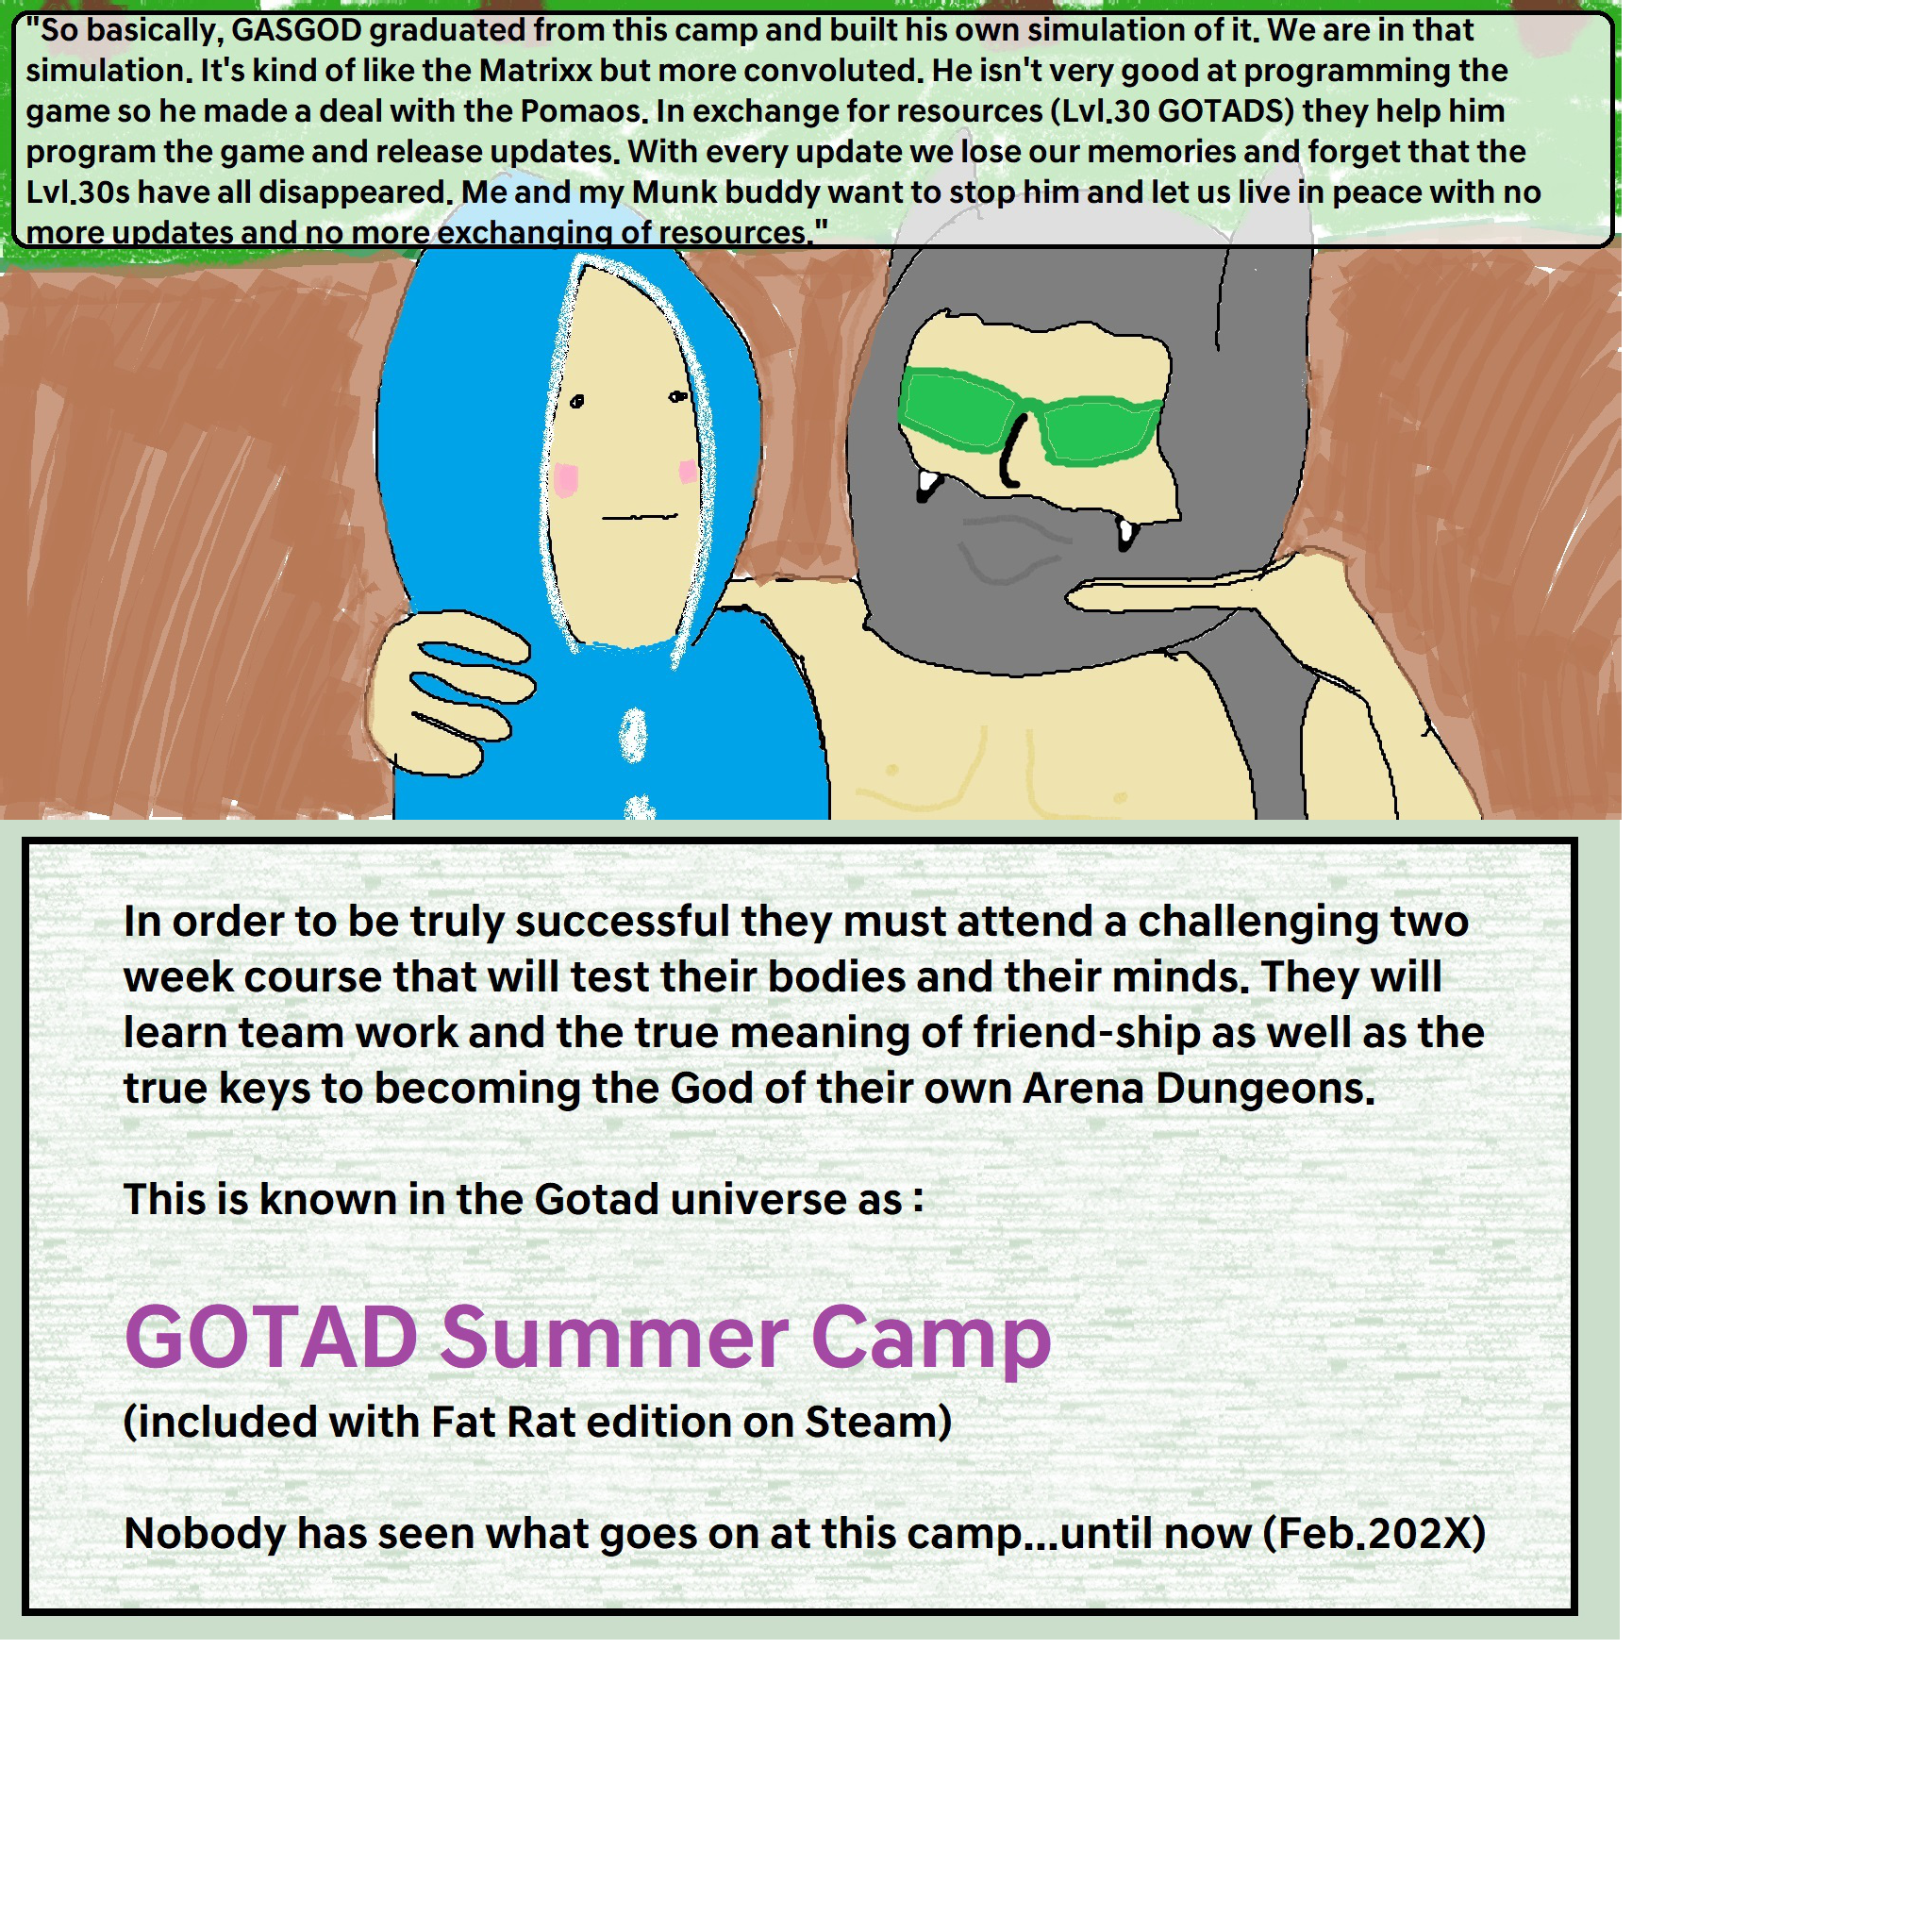 "So basically, GASGOD graduated from this camp and built his own simulation of it. We are in that
simulation. It's kind of like the Matrixx but more convoluted. He isn't very good at programming the
game so he made a deal with the Pomaos. In exchange for resources (Lvl.30 GOTADS) they help him
program the game and release updates. With every update we lose our memories and forget that the
Lvl.30s have all disappeared. Me and my Munk buddy want to stop him and let us live in peace with no
more updates and no more exchanging of resources."
In order to be truly successful they must attend a challenging two
week course that will test their bodies and their minds. They will
learn team work and the true meaning of friend-ship as well as the
true keys to becoming the God of their own Arena Dungeons.
This is known in the Gotad universe as :
GOTAD Summer Camp
(included with Fat Rat edition on Steam)
Nobody has seen what goes on at this camp...until now (Feb.202X)